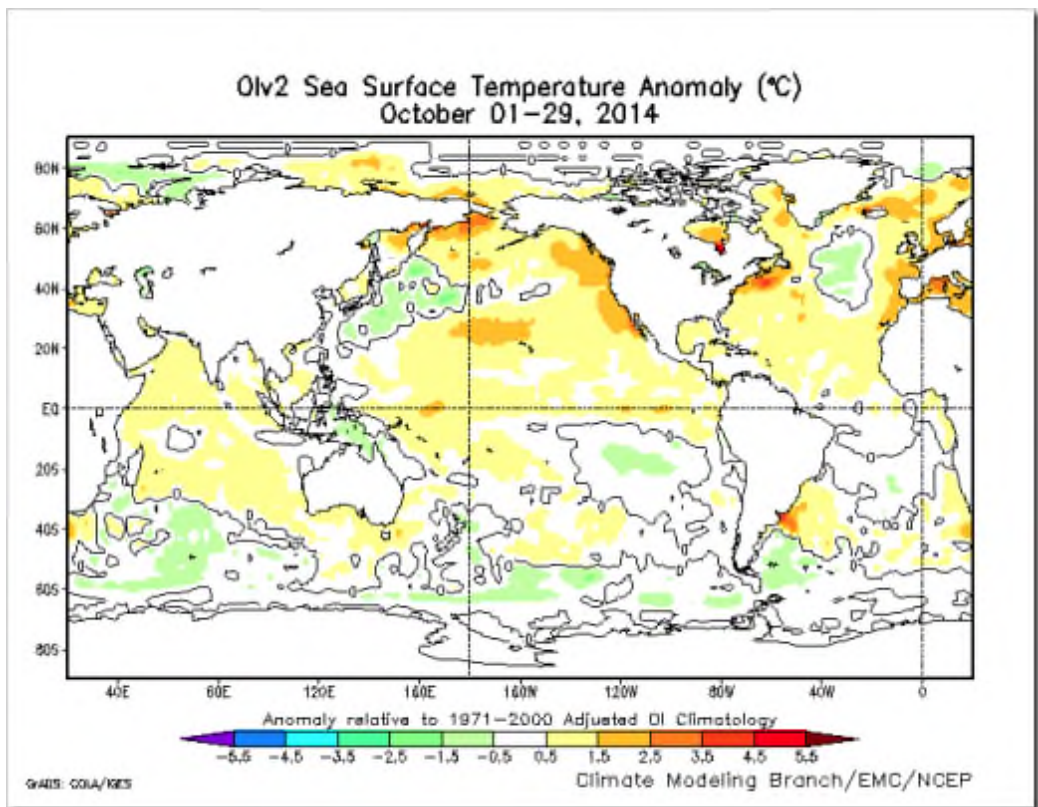 OIv2 Sea Surface Temperature Anomaly (°C)
October 01-29, 2014
80N
60N
40N
20N
EQ
20S
40S
60S
80S
40E 80E 120E 160E 160W 120W 80W 40W 0
Anomaly relative to 1971-2000 Adjusted OI Climatology
-5.5 -4.5 -3.5 -2.5 -1.5 -0.5 0.5 1.5 2.5 3.5 4.5 5.5
GrADS: COLA/IGES
Climate Modeling Branch/EMC/NCEP